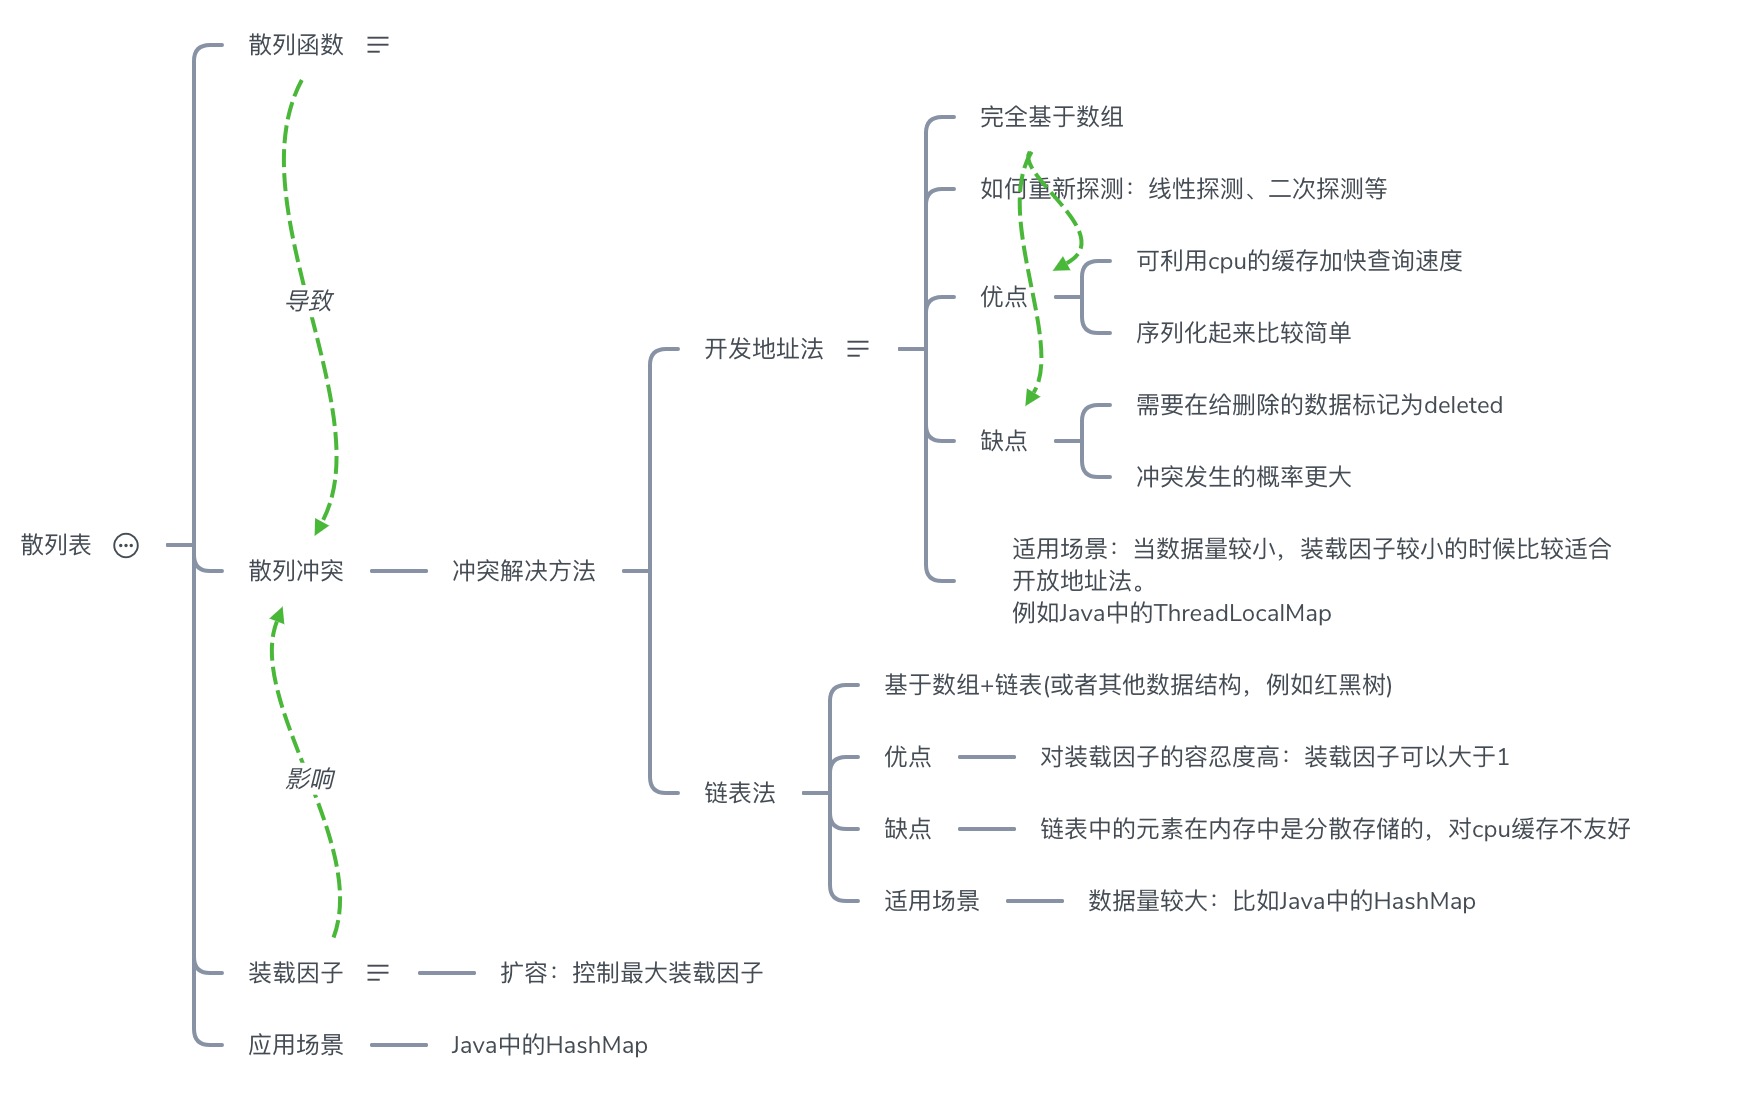 散列表
散列函数
导致
散列冲突
冲突解决方法
开发地址法
完全基于数组
如何重新探测：线性探测、二次探测等
优点
可利用cpu的缓存加快查询速度
序列化起来比较简单
缺点
需要在给删除的数据标记为deleted
冲突发生的概率更大
适用场景：当数据量较小，装载因子较小的时候比较适合
开放地址法。
例如Java中的ThreadLocalMap
链表法
基于数组+链表(或者其他数据结构，例如红黑树)
优点
对装载因子的容忍度高：装载因子可以大于1
缺点
链表中的元素在内存中是分散存储的，对cpu缓存不友好
适用场景
数据量较大：比如Java中的HashMap
影响
装载因子
扩容：控制最大装载因子
应用场景
Java中的HashMap